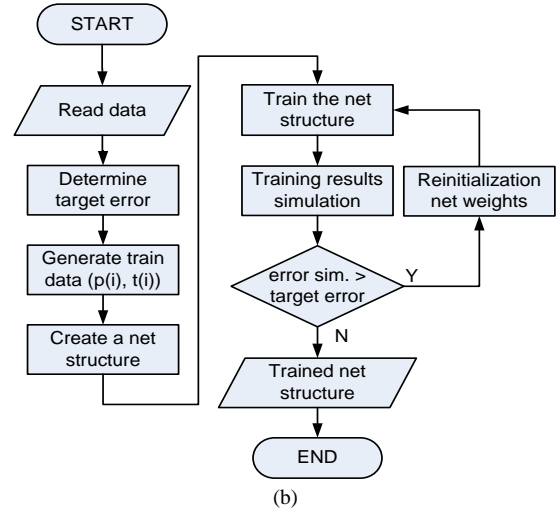 START
Read data
Determine
target error
Generate train
data (p(i), t(i))
Create a net
structure
Train the net
structure
Training results
simulation
Reinitialization
net weights
error sim. >
target error
Y
N
Trained net
structure
END
(b)